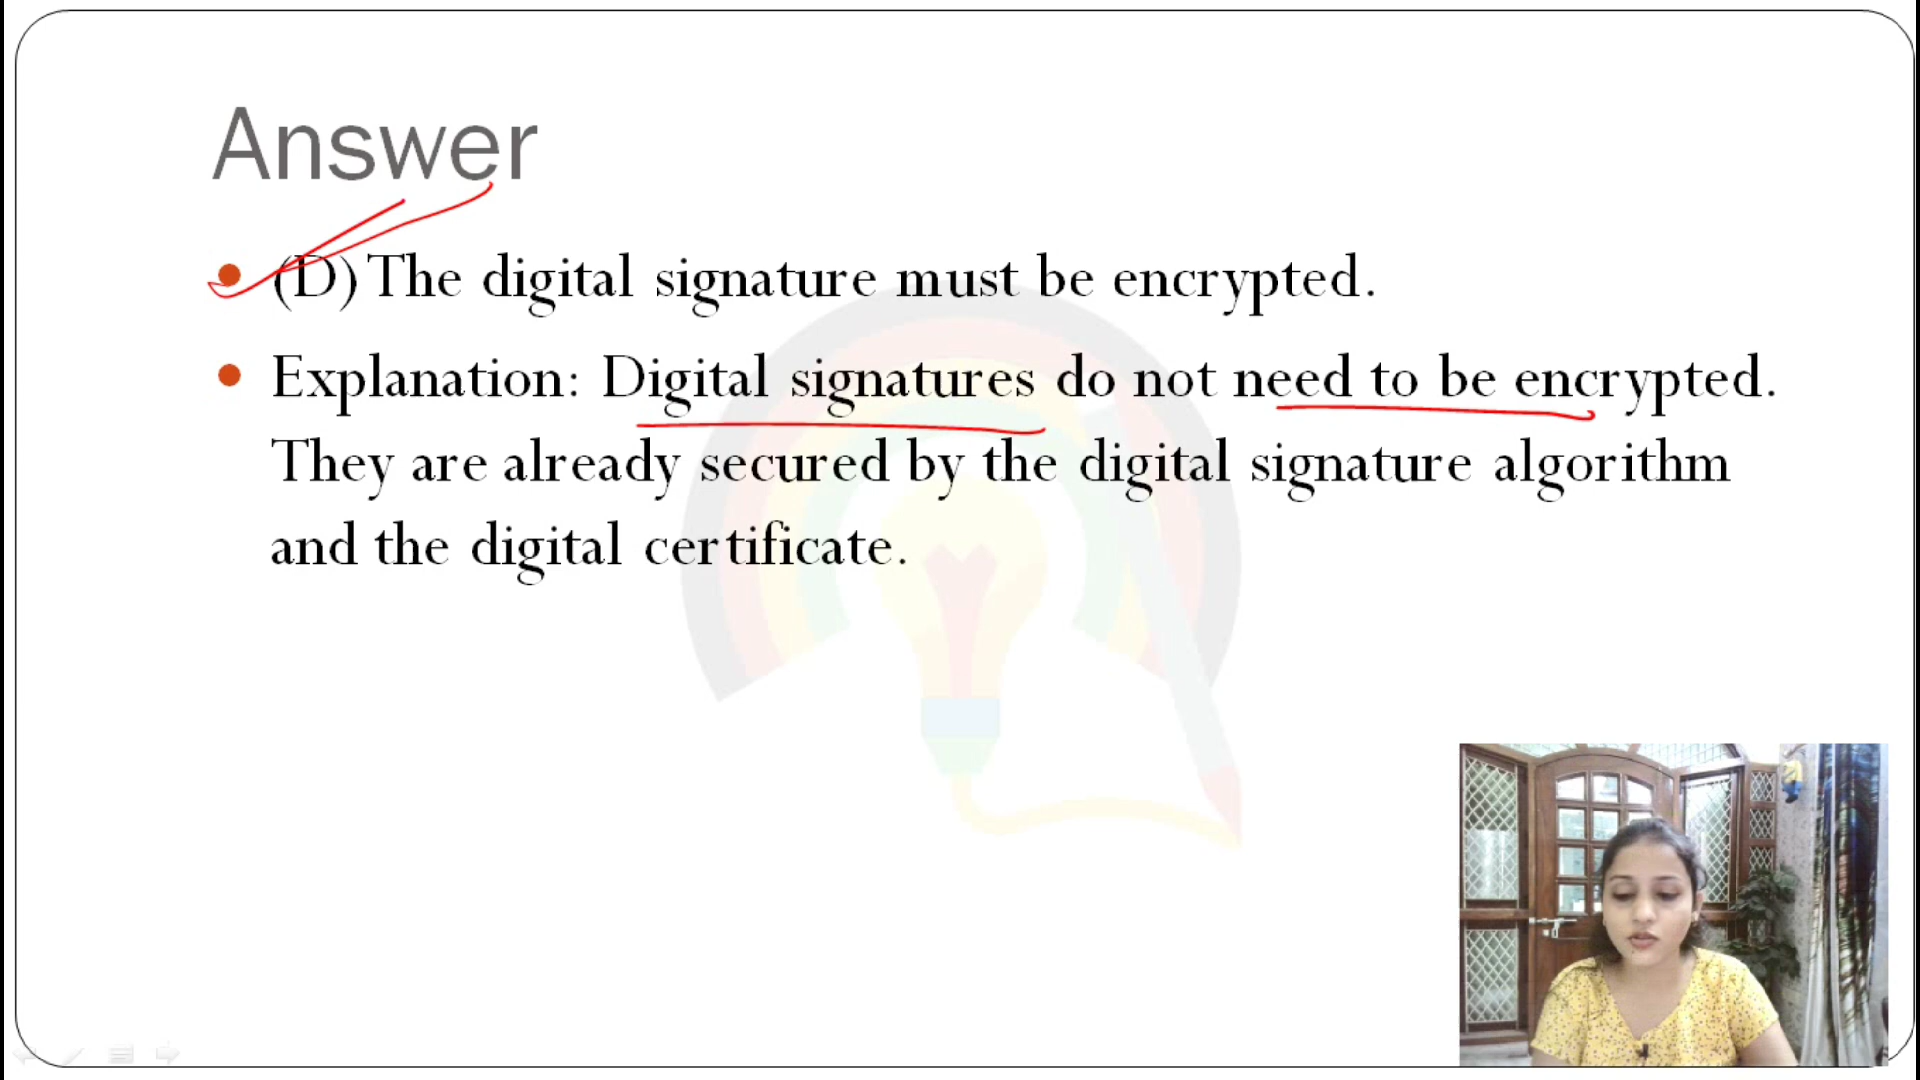 Answer
(D) The digital signature must be encrypted.
Explanation: Digital signatures do not need to be encrypted.
They are already secured by the digital signature algorithm
and the digital certificate.